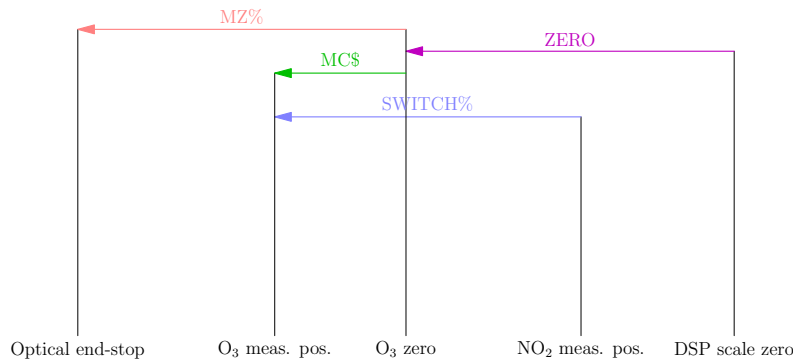 MZ%
ZERO
MC$
SWITCH%
Optical end-stop O₃ meas. pos. O₃ zero NO₂ meas. pos. DSP scale zero